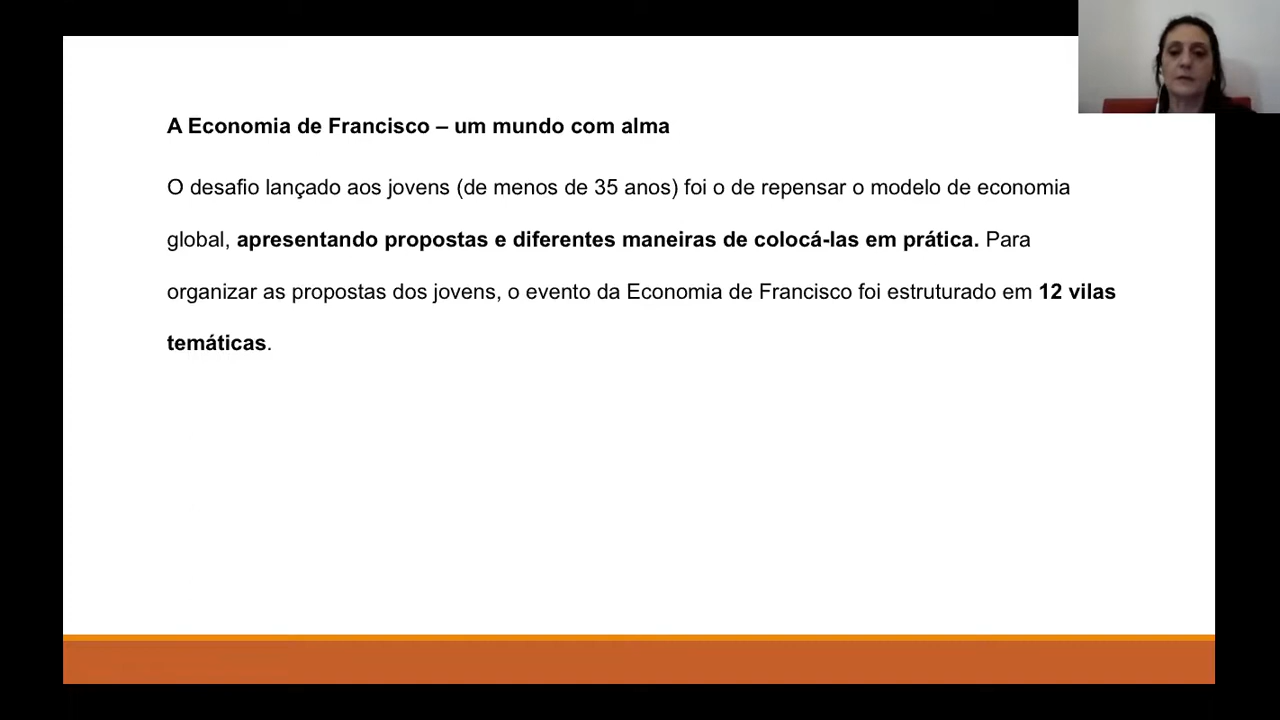 A Economia de Francisco – um mundo com alma
O desafio lançado aos jovens (de menos de 35 anos) foi o de repensar o modelo de economia
global, apresentando propostas e diferentes maneiras de colocá-las em prática. Para
organizar as propostas dos jovens, o evento da Economia de Francisco foi estruturado em 12 vilas
temáticas.